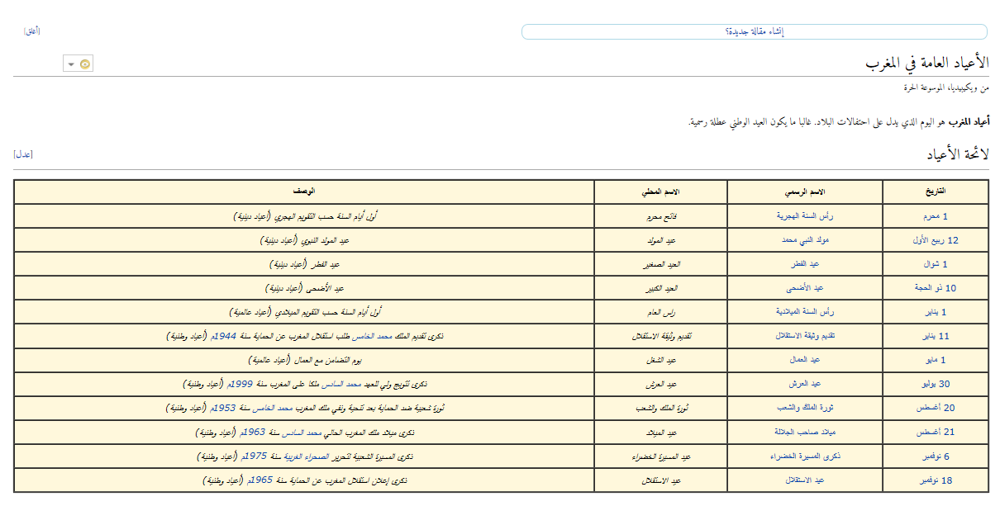 إنشاء مقالة جديدة؟ [أغلق]
الأعياد العامة في المغرب
من ويكيبيديا، الموسوعة الحرة
أعياد المغرب هو اليوم الذي يدل على احتفالات البلاد. غالبا ما يكون العيد الوطني عطلة رسمية.
لائحة الأعياد [عدل]
التاريخ الاسم الرسمي الاسم المحلي الوصف
1 محرم رأس السنة الهجرية فاتح محرم أول أيام السنة حسب التقويم الهجري (أعياد دينية)
12 ربيع الأول مولد النبي محمد عيد المولد عيد المولد النبوي (أعياد دينية)
1 شوال عيد الفطر العيد الصغير عيد الفطر (أعياد دينية)
10 ذو الحجة عيد الأضحى العيد الكبير عيد الأضحى (أعياد دينية)
1 يناير رأس السنة الميلادية راس العام أول أيام السنة حسب التقويم الميلادي (أعياد عالمية)
11 يناير تقديم وثيقة الاستقلال تقديم وثيقة الاستقلال ذكرى تقديم الملك محمد الخامس طلب استقلال المغرب عن الحماية سنة 1944م (أعياد وطنية)
1 مايو عيد العمال عيد الشغل يوم التضامن مع العمال (أعياد عالمية)
30 يوليو عيد العرش عيد العرش ذكرى تتويج ولي للعهد محمد السادس ملكا على المغرب سنة 1999م (أعياد وطنية)
20 أغسطس ثورة الملك والشعب ثورة الملك والشعب ثورة شعبية ضد الحماية بعد تنحية ونفي ملك المغرب محمد الخامس سنة 1953م (أعياد وطنية)
21 أغسطس ميلاد صاحب الجلالة عيد الميلاد ذكرى ميلاد ملك المغرب الحالي محمد السادس سنة 1963م (أعياد وطنية)
6 نوفمبر ذكرى المسيرة الخضراء عيد المسيرة الخضراء ذكرى المسيرة الشعبية لتحرير الصحراء الغربية سنة 1975م (أعياد وطنية)
18 نوفمبر عيد الاستقلال عيد الاستقلال ذكرى إعلان استقلال المغرب عن الحماية سنة 1965م (أعياد وطنية)